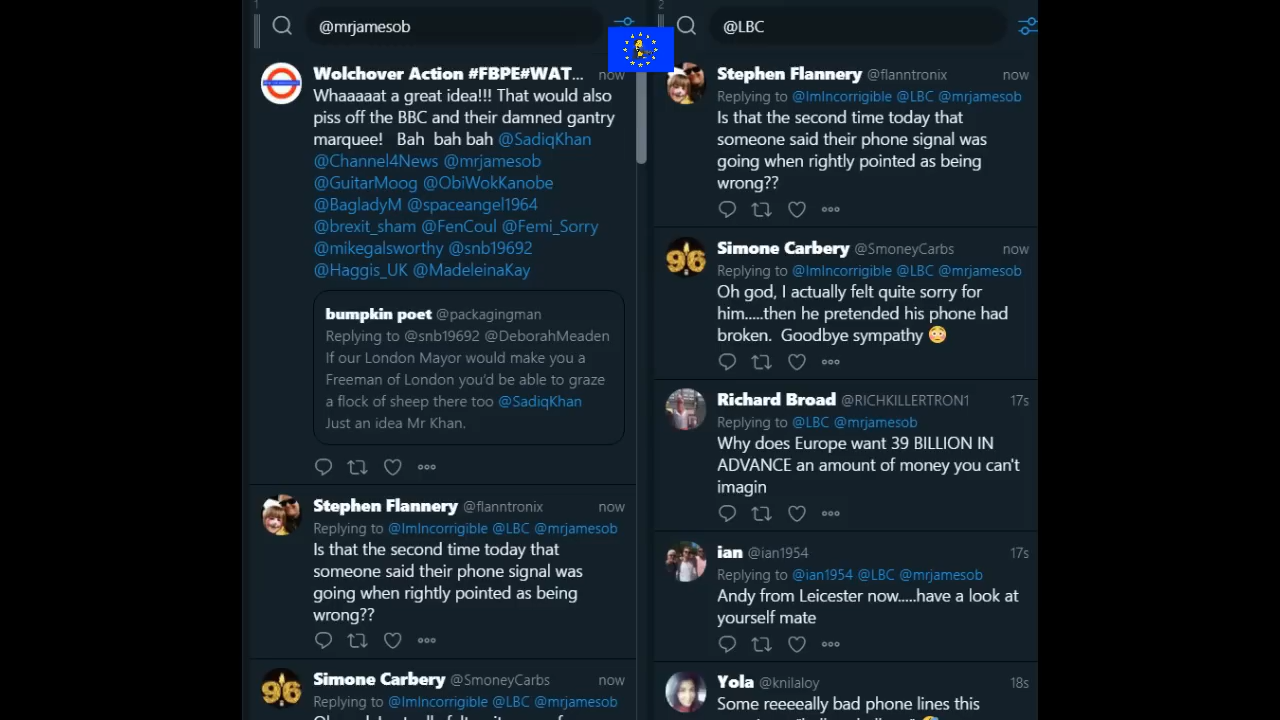 1
@mrjamesob
Wolchover Action #FBPE#WAT... now
Whaaaaat a great idea!!! That would also
piss off the BBC and their damned gantry
marquee! Bah bah bah @SadiqKhan
@Channel4News @mrjamesob
@GuitarMoog @ObiWokKanobe
@BagladyM @spaceangel1964
@brexit_sham @FenCoul @Femi_Sorry
@mikegalsworthy @snb19692
@Haggis_UK @MadeleinaKay
bumpkin poet @packagingman
Replying to @snb19692 @DeborahMeaden
If our London Mayor would make you a
Freeman of London you'd be able to graze
a flock of sheep there too @SadiqKhan
Just an idea Mr Khan.
Stephen Flannery @flanntronix now
Replying to @ImIncorrigible @LBC @mrjamesob
Is that the second time today that
someone said their phone signal was
going when rightly pointed as being
wrong??
Simone Carbery @SmoneyCarbs now
Replying to @ImIncorrigible @LBC @mrjamesob
2
@LBC
Stephen Flannery @flanntronix now
Replying to @ImIncorrigible @LBC @mrjamesob
Is that the second time today that
someone said their phone signal was
going when rightly pointed as being
wrong??
Simone Carbery @SmoneyCarbs now
Replying to @ImIncorrigible @LBC @mrjamesob
Oh god, I actually felt quite sorry for
him.....then he pretended his phone had
broken. Goodbye sympathy 😳
Richard Broad @RICHKILLERTRON1 17s
Replying to @LBC @mrjamesob
Why does Europe want 39 BILLION IN
ADVANCE an amount of money you can't
imagin
ian @ian1954 17s
Replying to @ian1954 @LBC @mrjamesob
Andy from Leicester now.....have a look at
yourself mate
Yola @knilaloy 18s
Some reeeeally bad phone lines this